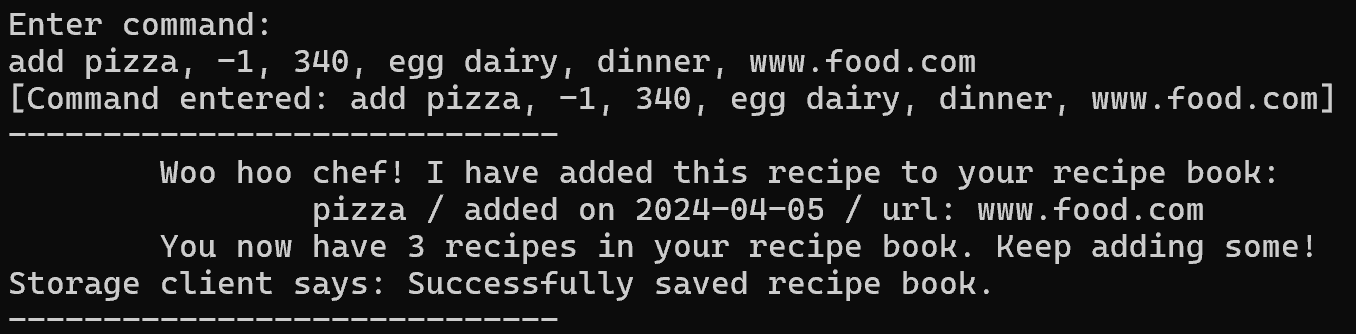 Enter command:
add pizza, -1, 340, egg dairy, dinner, www.food.com
[Command entered: add pizza, -1, 340, egg dairy, dinner, www.food.com]
-----------------------------
Woo hoo chef! I have added this recipe to your recipe book:
pizza / added on 2024-04-05 / url: www.food.com
You now have 3 recipes in your recipe book. Keep adding some!
Storage client says: Successfully saved recipe book.
-----------------------------